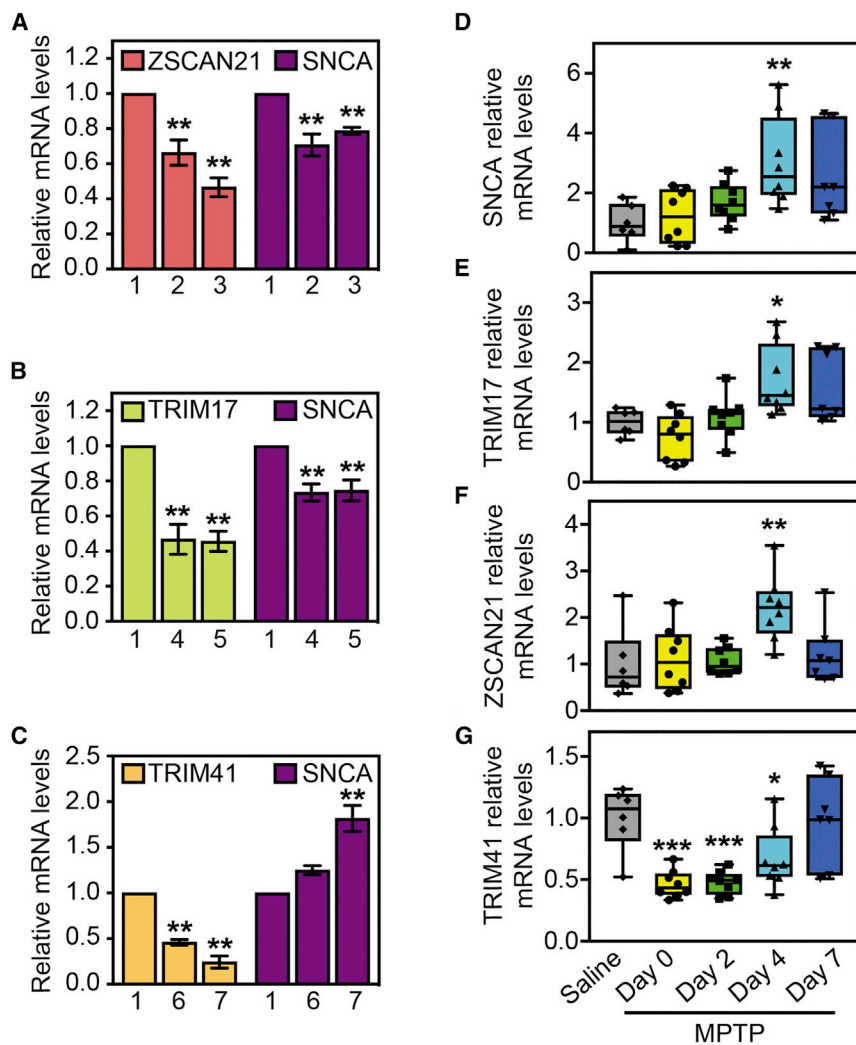 A
Relative mRNA levels
1.2
1.0
0.8
0.6
0.4
0.2
0.0
ZSCAN21 SNCA
** ** ** **
1 2 3 1 2 3
B
Relative mRNA levels
1.2
1.0
0.8
0.6
0.4
0.2
0.0
TRIM17 SNCA
** ** ** **
1 4 5 1 4 5
C
Relative mRNA levels
2.5
2.0
1.5
1.0
0.5
0.0
TRIM41 SNCA
** ** **
1 6 7 1 6 7
D
SNCA relative
mRNA levels
6
4
2
0
**
E
TRIM17 relative
mRNA levels
3
2
1
0
*
F
ZSCAN21 relative
mRNA levels
4
3
2
1
0
**
G
TRIM41 relative
mRNA levels
1.5
1.0
0.5
0.0
*** *** *
Saline Day 0 Day 2 Day 4 Day 7
MPTP